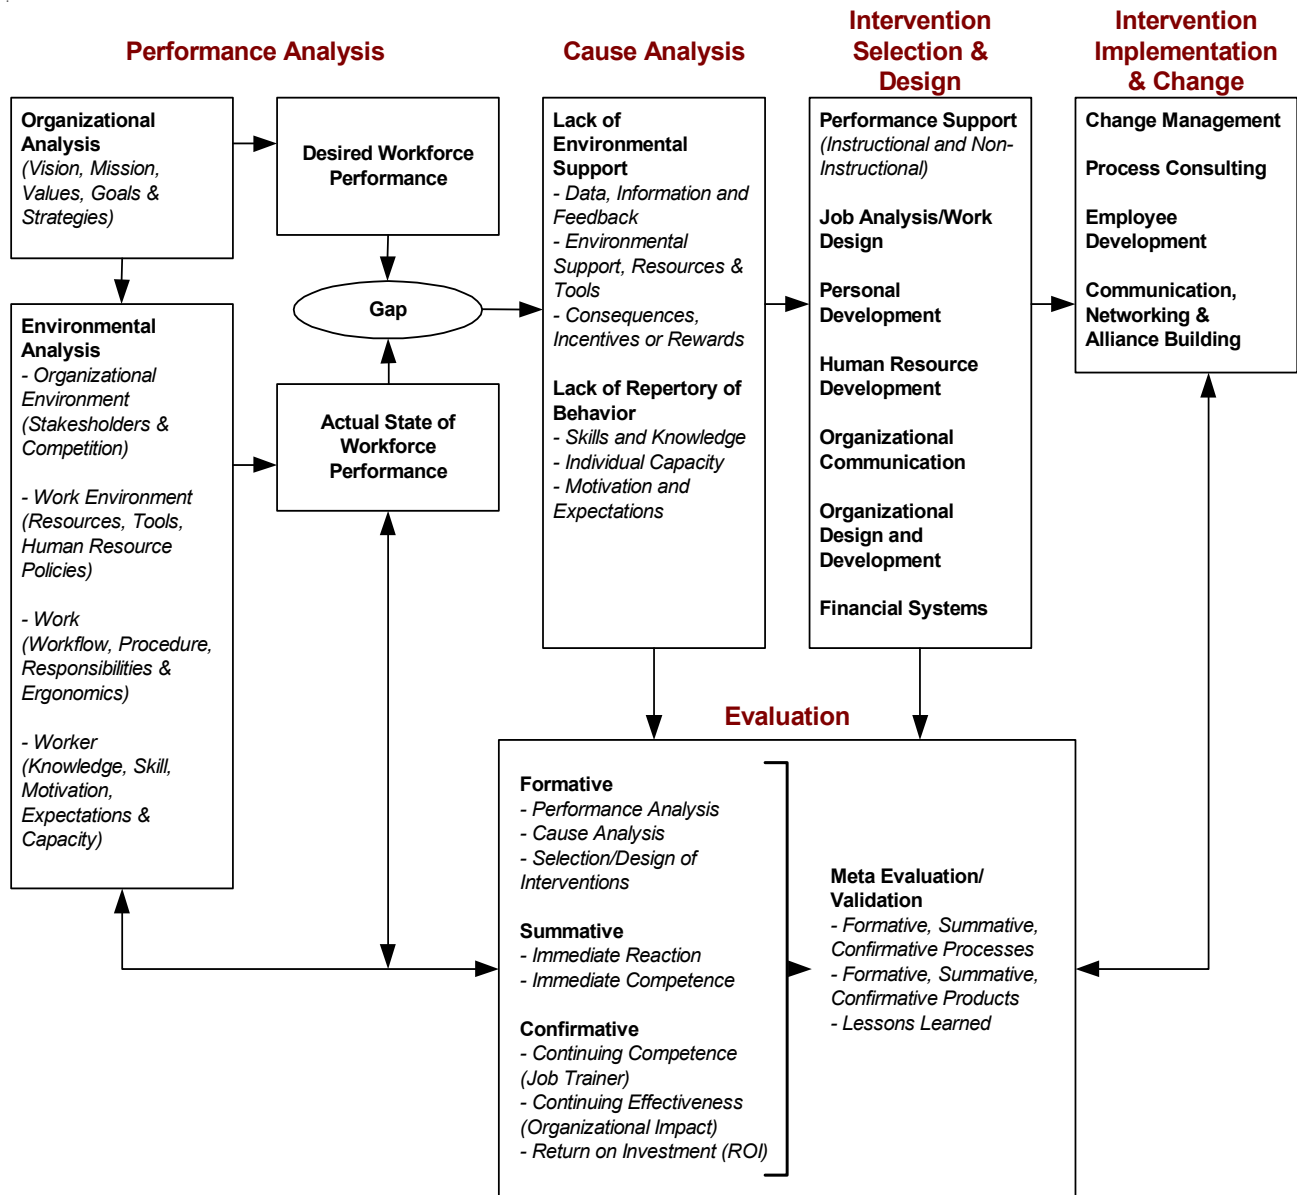 Performance Analysis
Cause Analysis
Intervention
Selection &
Design
Intervention
Implementation
& Change
Organizational
Analysis
(Vision, Mission,
Values, Goals &
Strategies)
Desired Workforce
Performance
Gap
Environmental
Analysis
- Organizational
Environment
(Stakesholders &
Competition)
- Work Environment
(Resources, Tools,
Human Resource
Policies)
- Work
(Workflow, Procedure,
Responsibilities &
Ergonomics)
- Worker
(Knowledge, Skill,
Motivation,
Expectations &
Capacity)
Actual State of
Workforce
Performance
Lack of
Environmental
Support
- Data, Information and
Feedback
- Environmental
Support, Resources &
Tools
- Consequences,
Incentives or Rewards
Lack of Repertory of
Behavior
- Skills and Knowledge
- Individual Capacity
- Motivation and
Expectations
Performance Support
(Instructional and Non-
Instructional)
Job Analysis/Work
Design
Personal
Development
Human Resource
Development
Organizational
Communication
Organizational
Design and
Development
Financial Systems
Change Management
Process Consulting
Employee
Development
Communication,
Networking &
Alliance Building
Evaluation
Formative
- Performance Analysis
- Cause Analysis
- Selection/Design of
Interventions
Summative
- Immediate Reaction
- Immediate Competence
Confirmative
- Continuing Competence
(Job Trainer)
- Continuing Effectiveness
(Organizational Impact)
- Return on Investment (ROI)
Meta Evaluation/
Validation
- Formative, Summative,
Confirmative Processes
- Formative, Summative,
Confirmative Products
- Lessons Learned